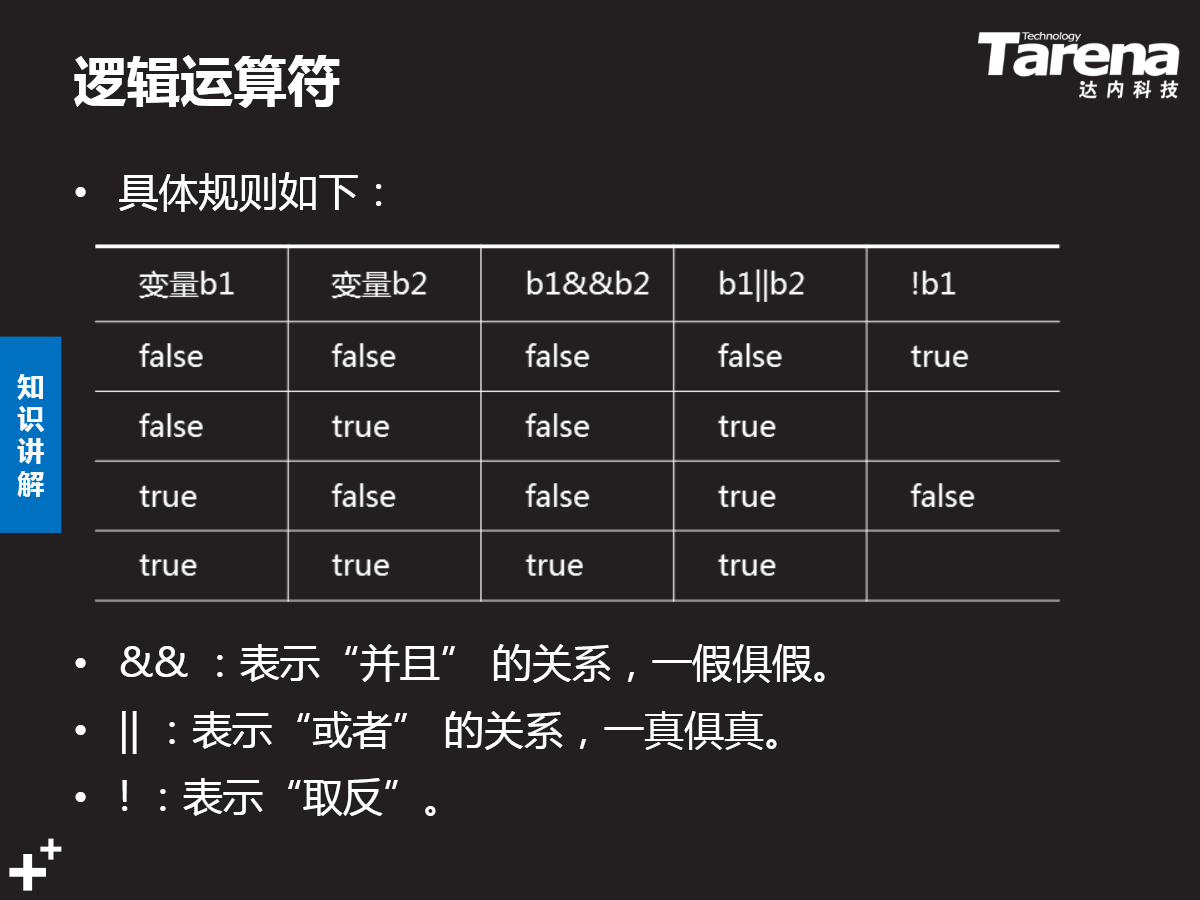 逻辑运算符
Technology
Tarena
达内科技
• 具体规则如下：
变量b1 变量b2 b1&&b2 b1||b2 !b1
false false false false true
false true false true
true false false true false
true true true true
知识讲解
• && ：表示“并且” 的关系，一假俱假。
• || ：表示“或者” 的关系，一真俱真。
• ! ：表示“取反”。